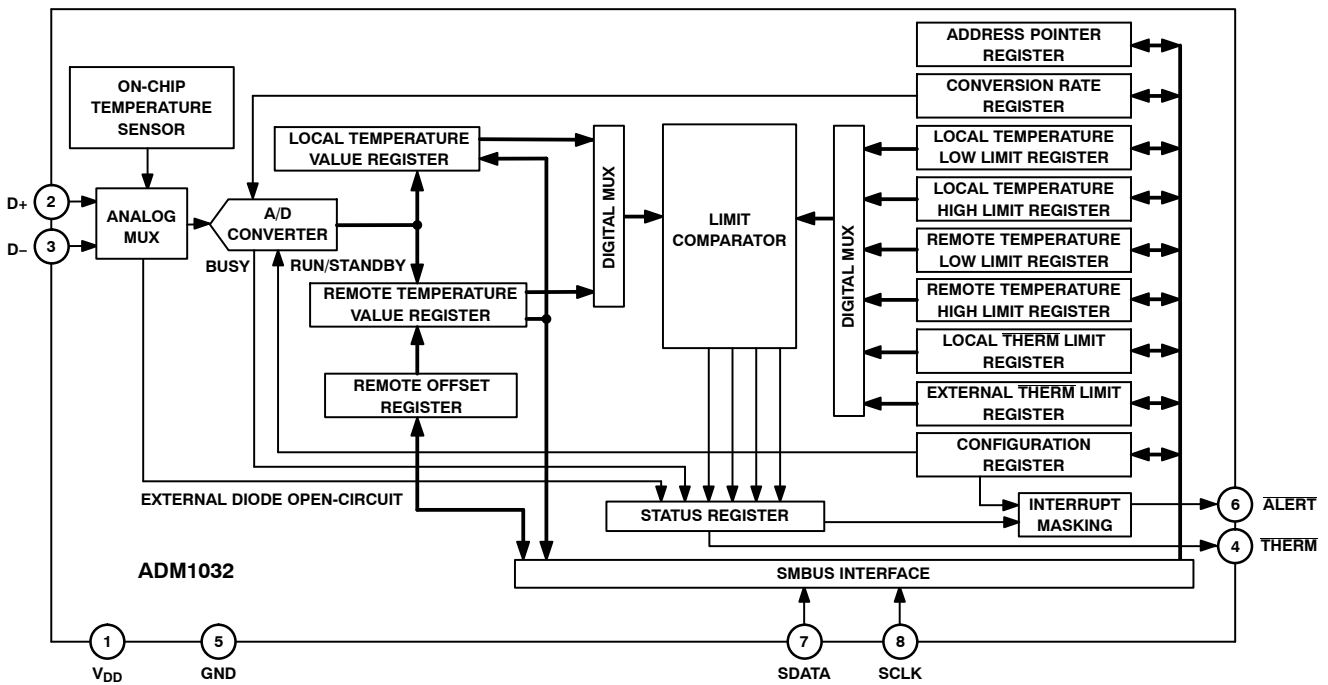 ADDRESS POINTER
REGISTER
CONVERSION RATE
REGISTER
ON-CHIP
TEMPERATURE
SENSOR
LOCAL TEMPERATURE
VALUE REGISTER
LOCAL TEMPERATURE
LOW LIMIT REGISTER
LOCAL TEMPERATURE
HIGH LIMIT REGISTER
REMOTE TEMPERATURE
LOW LIMIT REGISTER
REMOTE TEMPERATURE
HIGH LIMIT REGISTER
LOCAL THERM LIMIT
REGISTER
EXTERNAL THERM LIMIT
REGISTER
CONFIGURATION
REGISTER
D+
2
D−
3
ANALOG
MUX
A/D
CONVERTER
BUSY
RUN/STANDBY
DIGITAL MUX
LIMIT
COMPARATOR
DIGITAL MUX
REMOTE TEMPERATURE
VALUE REGISTER
REMOTE OFFSET
REGISTER
EXTERNAL DIODE OPEN-CIRCUIT
STATUS REGISTER
INTERRUPT
MASKING
6
ALERT
4
THERM
ADM1032
SMBUS INTERFACE
1
VDD
5
GND
7
SDATA
8
SCLK